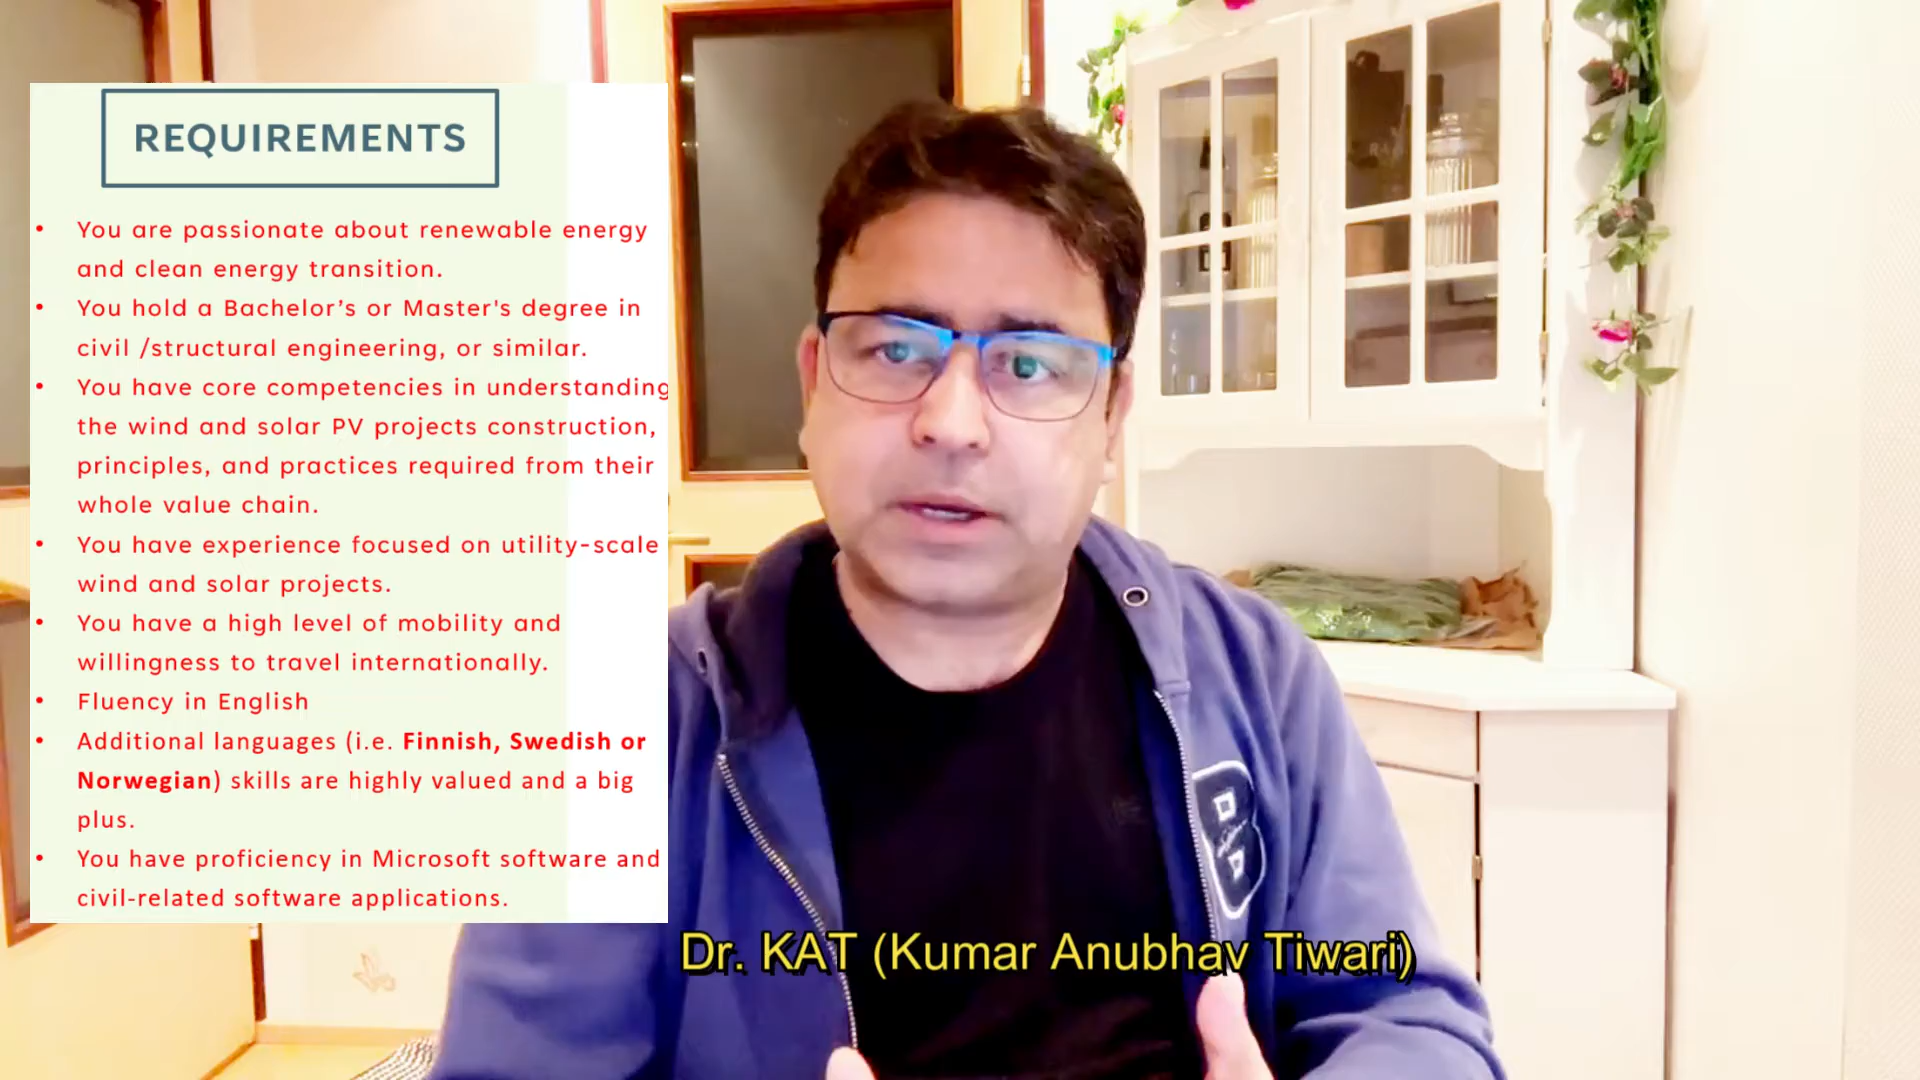 REQUIREMENTS
• You are passionate about renewable energy
and clean energy transition.
• You hold a Bachelor’s or Master's degree in
civil /structural engineering, or similar.
• You have core competencies in understanding
the wind and solar PV projects construction,
principles, and practices required from their
whole value chain.
• You have experience focused on utility-scale
wind and solar projects.
• You have a high level of mobility and
willingness to travel internationally.
• Fluency in English
• Additional languages (i.e. Finnish, Swedish or
Norwegian) skills are highly valued and a big
plus.
• You have proficiency in Microsoft software and
civil-related software applications.
Dr. KAT (Kumar Anubhav Tiwari)